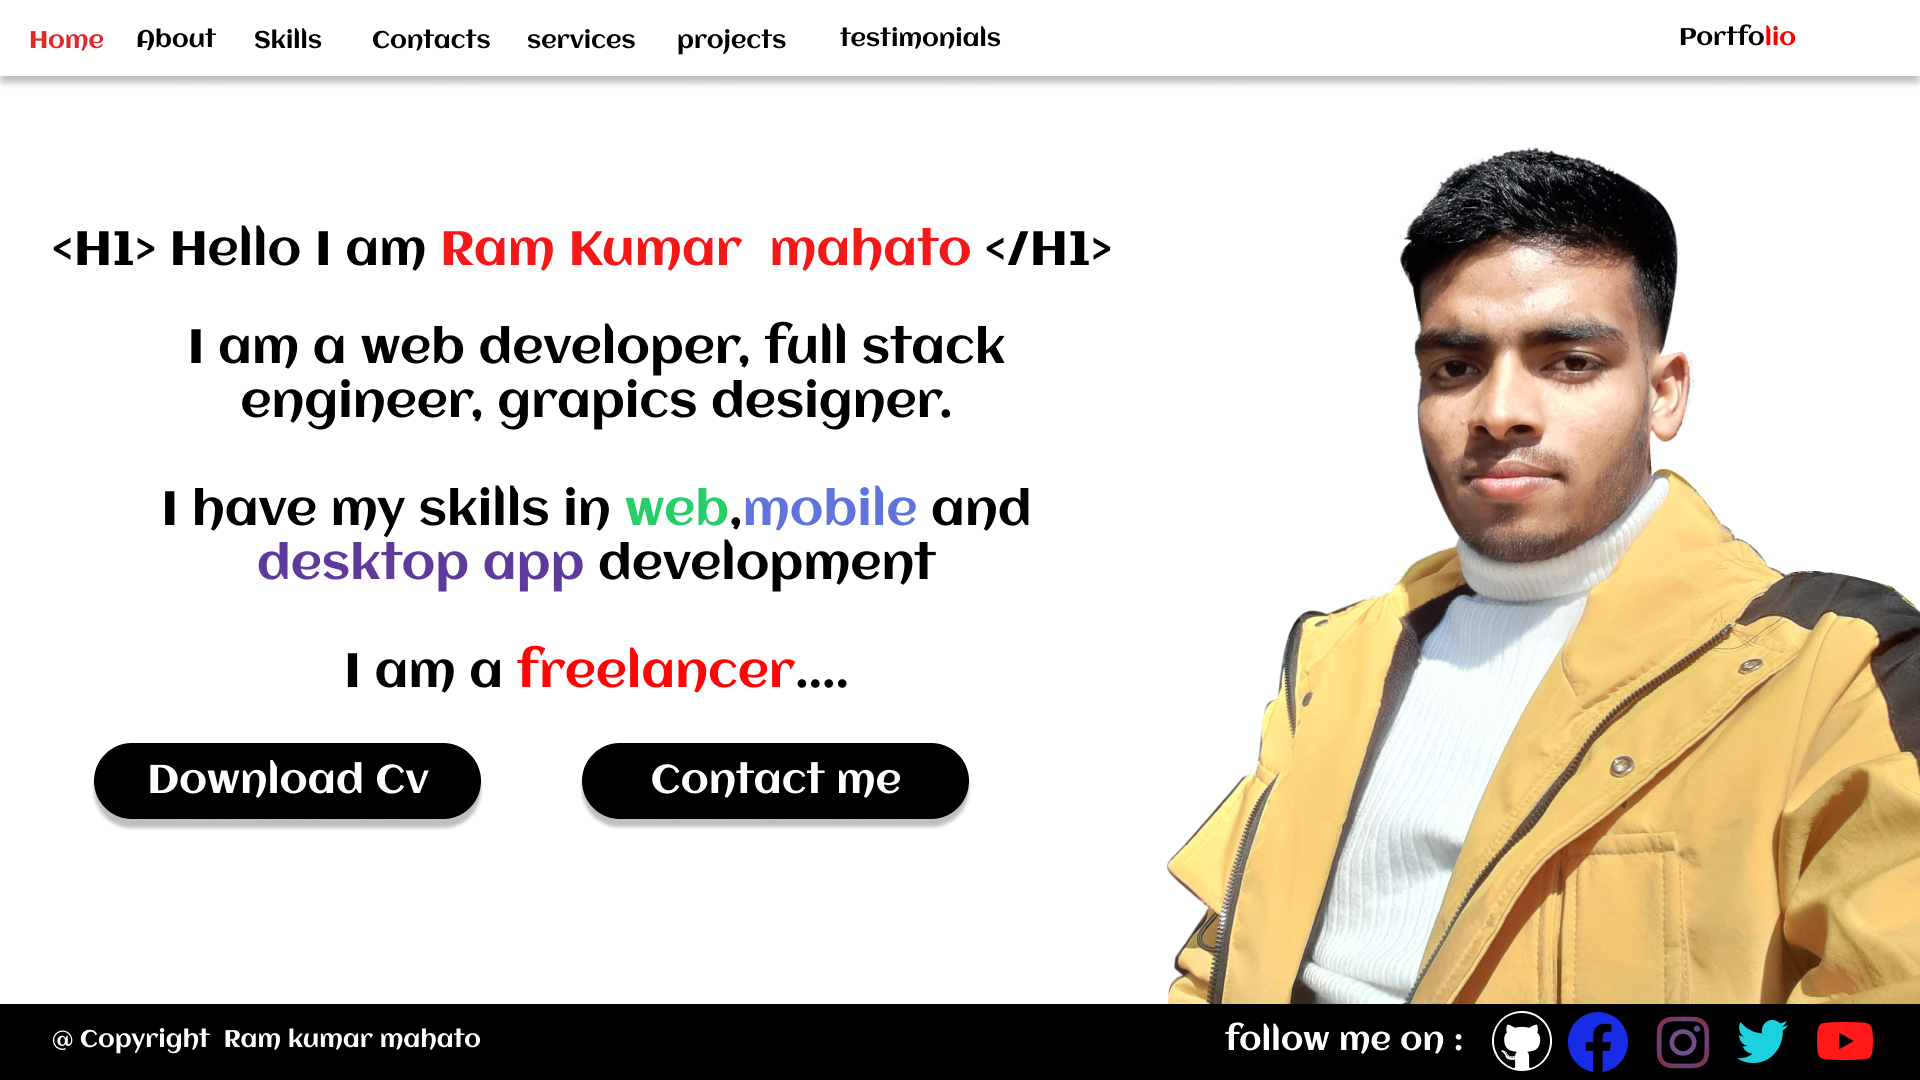 Home About Skills Contacts services projects testimonials Portfolio
<H1> Hello I am Ram Kumar mahato </H1>
I am a web developer, full stack
engineer, grapics designer.
I have my skills in web,mobile and
desktop app development
I am a freelancer....
Download Cv Contact me
@ Copyright Ram kumar mahato follow me on :